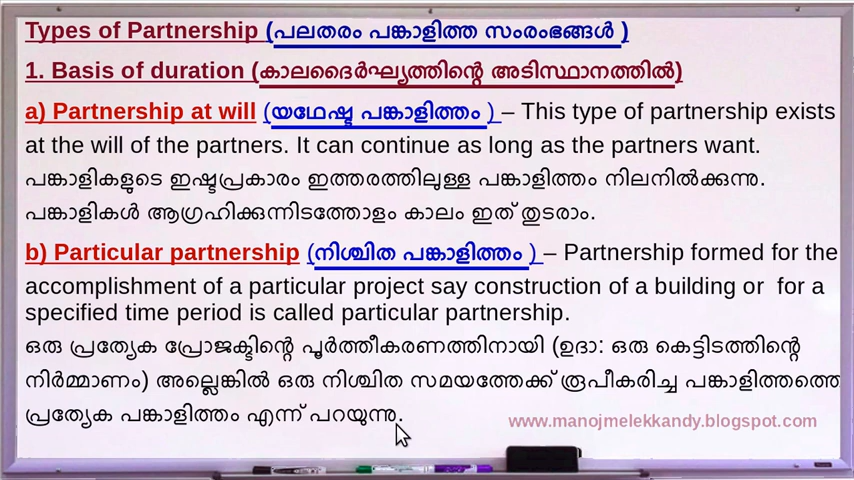 Types of Partnership (പലതരം പങ്കാളിത്ത സംരംഭങ്ങൾ )
1. Basis of duration (കാലദൈർഘ്യത്തിന്റെ അടിസ്ഥാനത്തിൽ)
a) Partnership at will (യഥേഷ്ട പങ്കാളിത്തം ) – This type of partnership exists
at the will of the partners. It can continue as long as the partners want.
പങ്കാളികളുടെ ഇഷ്ടപ്രകാരം ഇത്തരത്തിലുള്ള പങ്കാളിത്തം നിലനിൽക്കുന്നു.
പങ്കാളികൾ ആഗ്രഹിക്കുന്നിടത്തോളം കാലം ഇത് തുടരാം.
b) Particular partnership (നിശ്ചിത പങ്കാളിത്തം ) – Partnership formed for the
accomplishment of a particular project say construction of a building or for a
specified time period is called particular partnership.
ഒരു പ്രത്യേക പ്രോജക്ടിന്റെ പൂർത്തീകരണത്തിനായി (ഉദാ: ഒരു കെട്ടിടത്തിന്റെ
നിർമ്മാണം) അല്ലെങ്കിൽ ഒരു നിശ്ചിത സമയത്തേക്ക് രൂപീകരിച്ച പങ്കാളിത്തത്തെ
പ്രത്യേക പങ്കാളിത്തം എന്ന് പറയുന്നു.
www.manojmelekkandy.blogspot.com